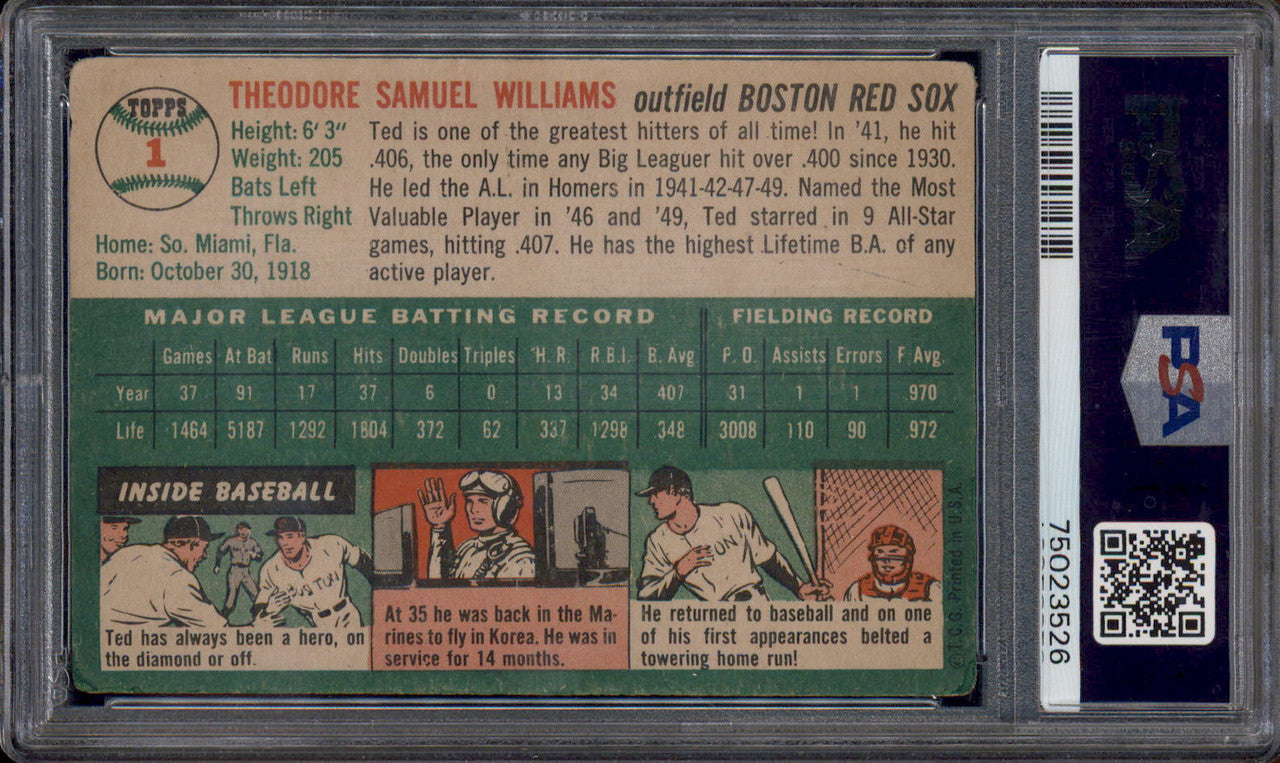 TOPPS
1
THEODORE SAMUEL WILLIAMS outfield BOSTON RED SOX
Height: 6' 3"
Weight: 205
Bats Left
Throws Right
Home: So. Miami, Fla.
Born: October 30, 1918
Ted is one of the greatest hitters of all time! In '41, he hit
.406, the only time any Big Leaguer hit over .400 since 1930.
He led the A.L. in Homers in 1941-42-47-49. Named the Most
Valuable Player in '46 and '49, Ted starred in 9 All-Star
games, hitting .407. He has the highest Lifetime B.A. of any
active player.
MAJOR LEAGUE BATTING RECORD FIELDING RECORD
Games At Bat Runs Hits Doubles Triples H.R. R.B.I. B. Avg P.O. Assists Errors F Avg.
Year 37 91 17 37 6 0 13 34 407 31 1 1 970
Life 1464 5187 1292 1804 372 62 337 1298 .348 3008 110 90 972
INSIDE BASEBALL
USTON
Ted has always been a hero, on
the diamond or off.
At 35 he was back in the Ma-
rines to fly in Korea. He was in
service for 14 months.
TON
He returned to baseball and on one
of his first appearances belted a
towering home run!
© T.C.G. Printed in U.S.A.
PSA
75023526